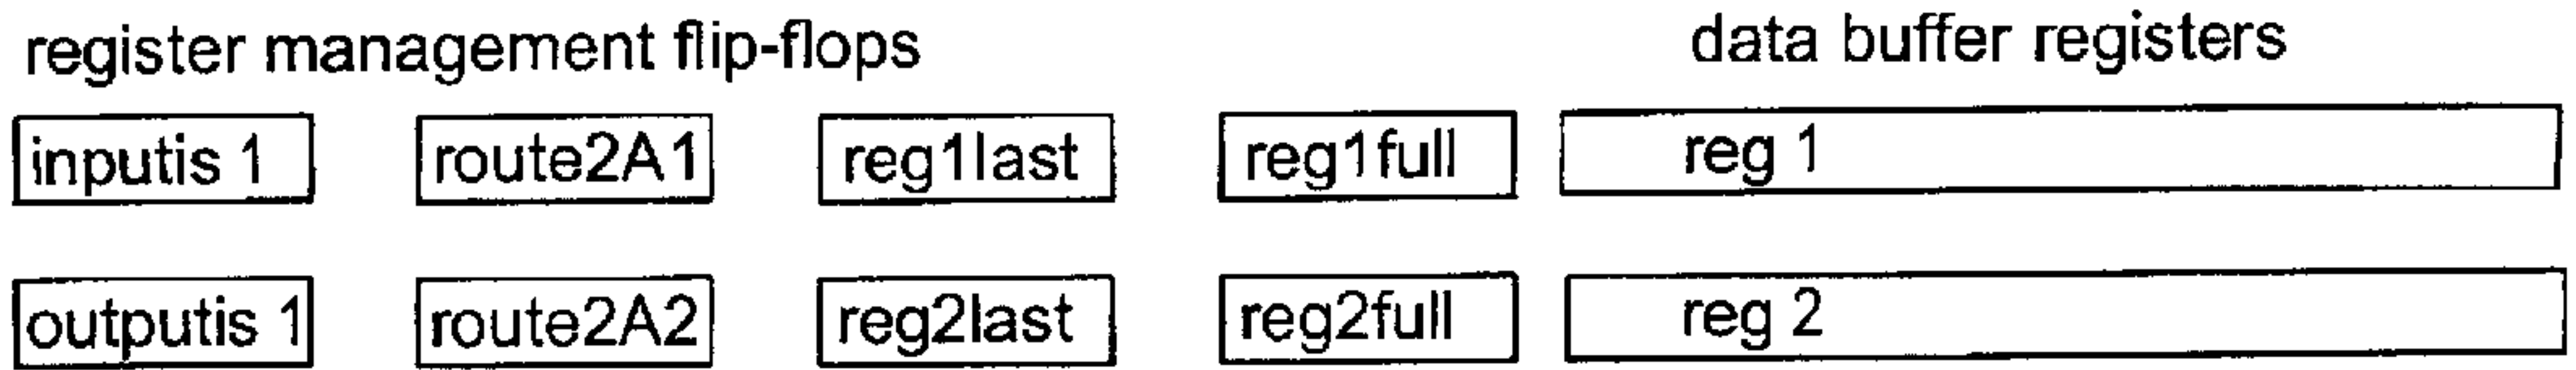 register management flip-flops data buffer registers
inputis 1 route2A1 reg1last reg1full reg 1
outputis 1 route2A2 reg2last reg2full reg 2